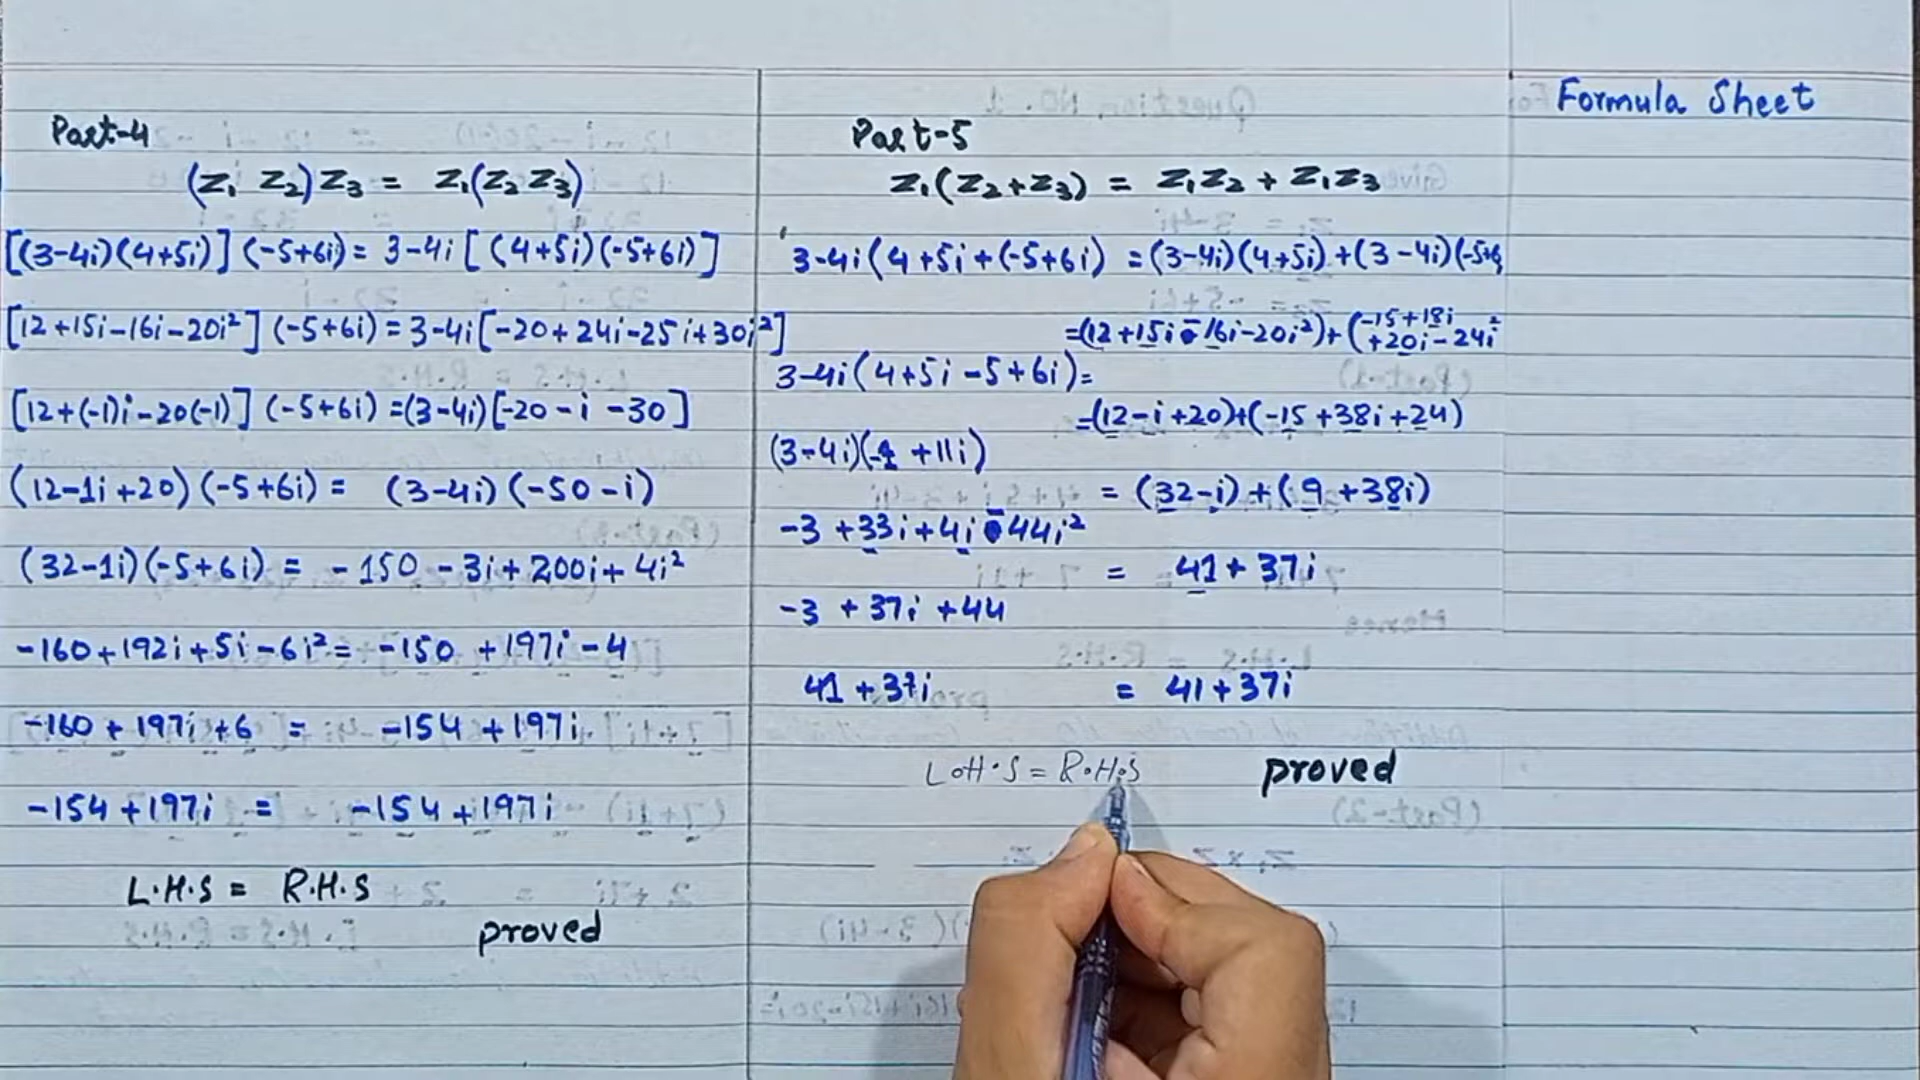 Part-4
(Z₁ Z₂)Z₃ = Z₁(Z₂ Z₃)
[(3-4i)(4+5i)](-5+6i) = 3-4i[(4+5i)(-5+6i)]
[12+15i-16i-20i²](-5+6i) = 3-4i[-20+24i-25i+30i²]
[12+(-1)i-20(-1)](-5+6i) = (3-4i)[-20-i-30]
(12-1i+20)(-5+6i) = (3-4i)(-50-i)
(32-1i)(-5+6i) = -150-3i+200i+4i²
-160+192i+5i-6i² = -150+197i-4
-160+197i+6 = -154+197i
-154+197i = -154+197i
L.H.S = R.H.S
proved
Part-5
Z₁(Z₂+Z₃) = Z₁Z₂+Z₁Z₃
3-4i(4+5i+(-5+6i) = (3-4i)(4+5i)+(3-4i)(-5+6
=(12+15i-16i-20i²)+(-15+18i
+20i-24i²
3-4i(4+5i-5+6i)=
=(12-i+20)+(-15+38i+24)
(3-4i)(-1+11i)
= (32-i)+(9+38i)
-3+33i+4i-44i²
= 41+37i
-3+37i+44
41+37i = 41+37i
L.H.S = R.H.S proved
Formula Sheet